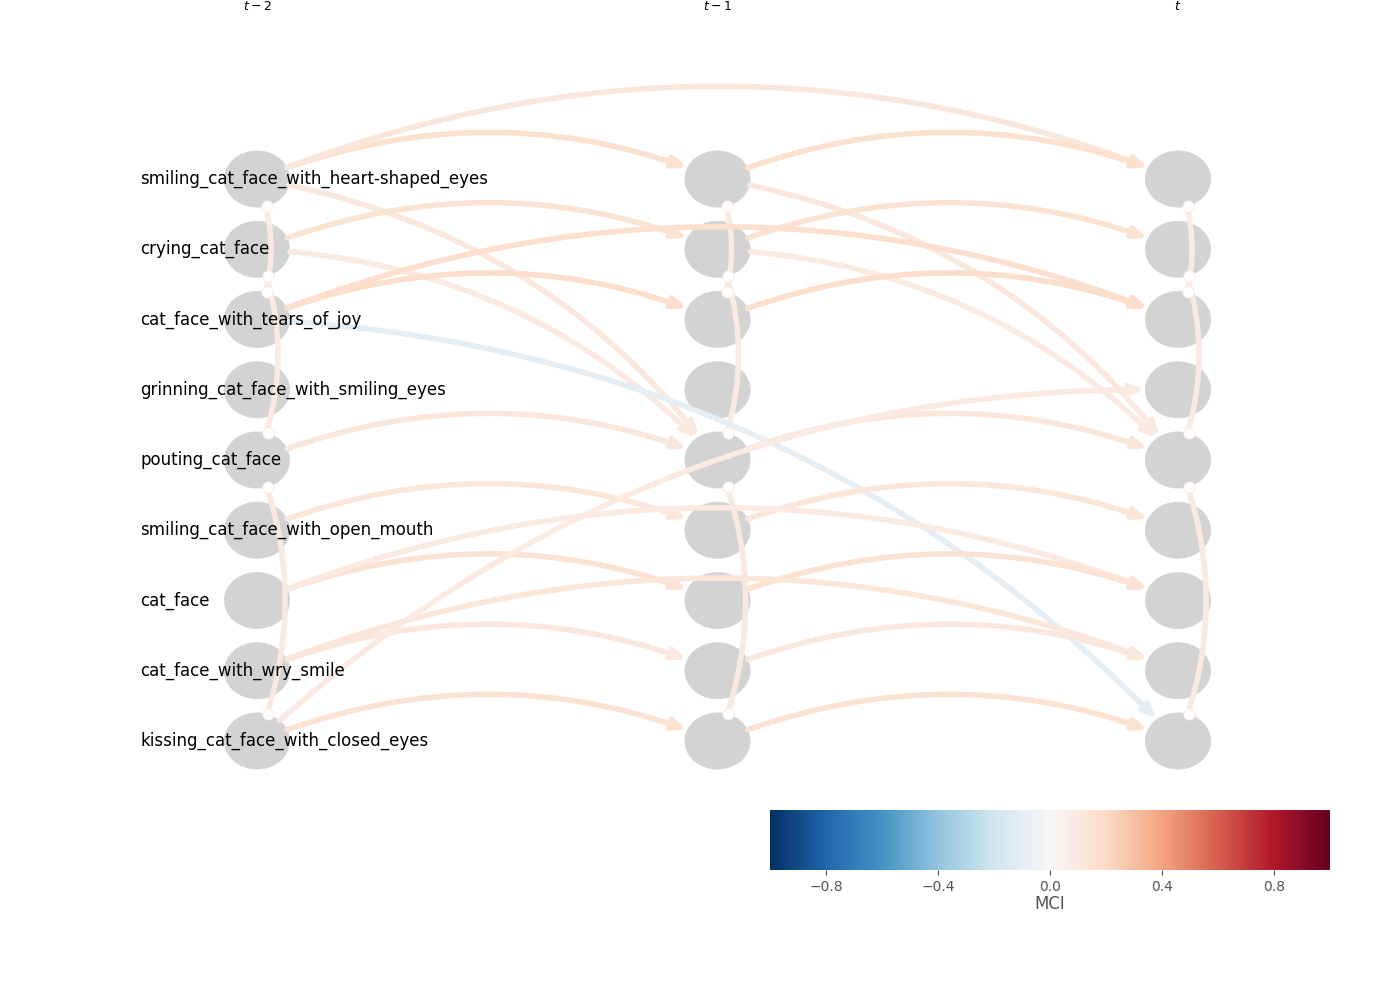 t − 2 t − 1 t
smiling_cat_face_with_heart-shaped_eyes
crying_cat_face
cat_face_with_tears_of_joy
grinning_cat_face_with_smiling_eyes
pouting_cat_face
smiling_cat_face_with_open_mouth
cat_face
cat_face_with_wry_smile
kissing_cat_face_with_closed_eyes
−0.8 −0.4 0.0 0.4 0.8
MCI